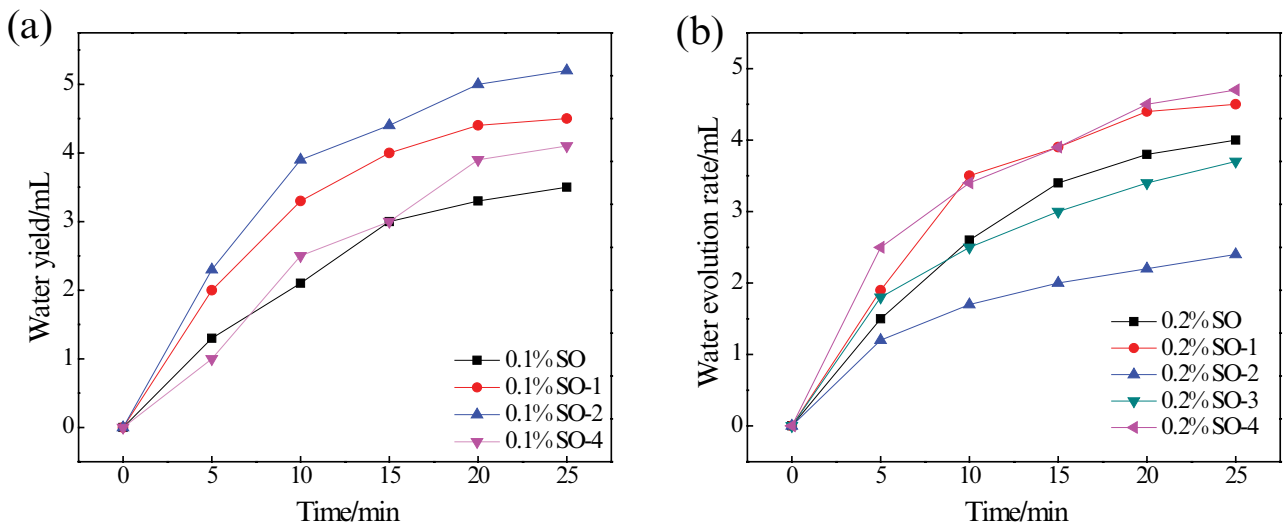 (a)
Water yield/mL
5
4
3
2
1
0
0 5 10 15 20 25
Time/min
0.1% SO
0.1% SO-1
0.1% SO-2
0.1% SO-4
(b)
Water evolution rate/mL
5
4
3
2
1
0
0 5 10 15 20 25
Time/min
0.2% SO
0.2% SO-1
0.2% SO-2
0.2% SO-3
0.2% SO-4